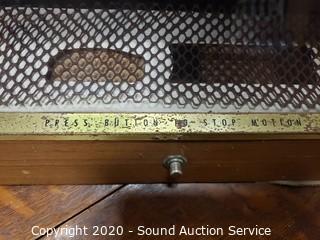 PRESS BUTTON TO STOP MOTION
Copyright © 2020 - Sound Auction Service